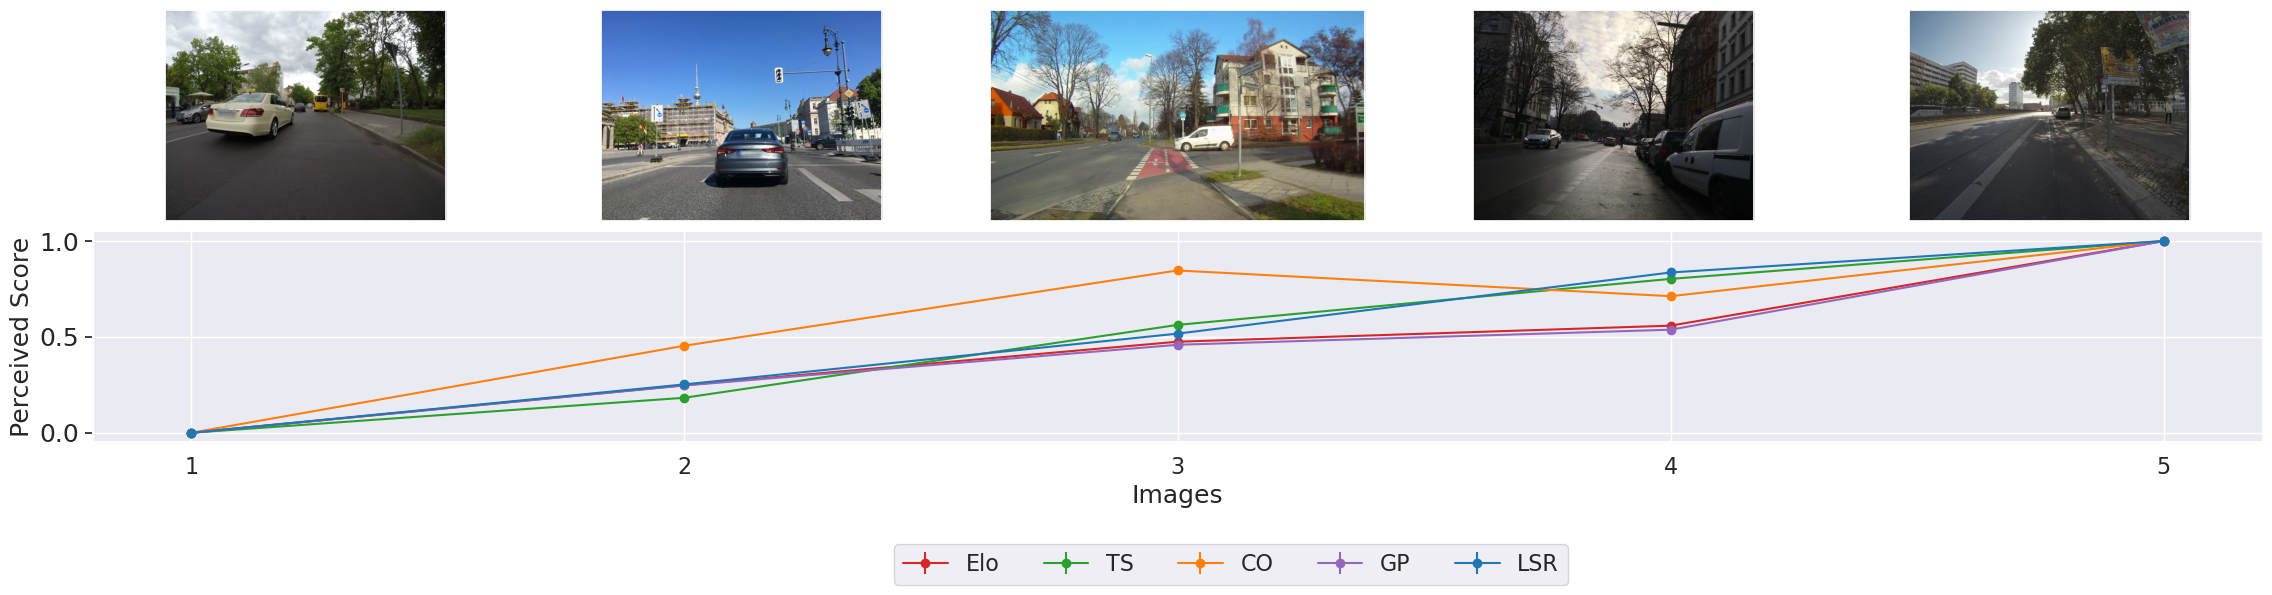 BERLIN
1.0
0.5
0.0
Perceived Score
1 2 3 4 5
Images
Elo TS CO GP LSR